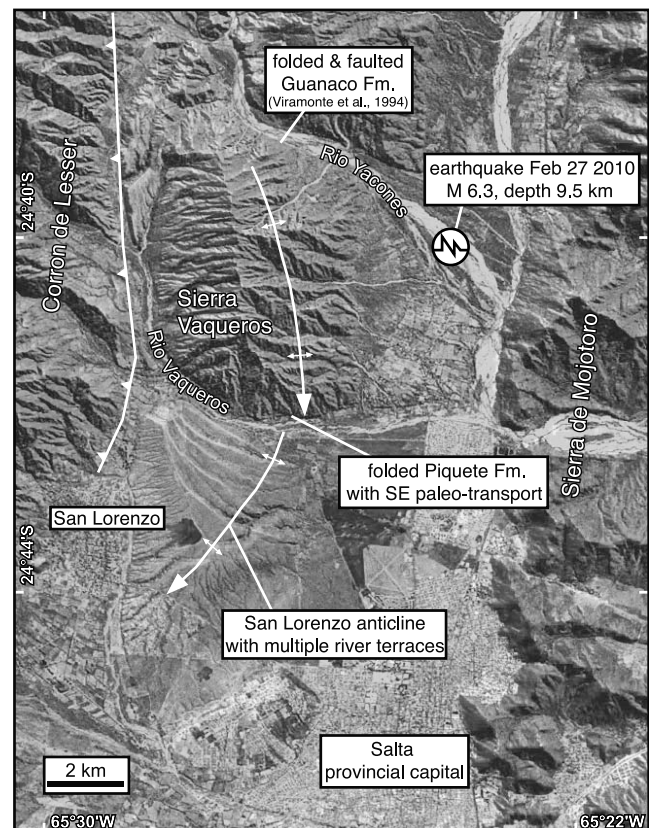 folded & faulted
Guanaco Fm.
(Viramonte et al., 1994)
Rio Yacones
earthquake Feb 27 2010
M 6.3, depth 9.5 km
24°40'S
Corron de Lesser
Sierra
Vaqueros
Rio Vaqueros
Sierra de Mojotoro
folded Piquete Fm.
with SE paleo-transport
San Lorenzo
24°44'S
San Lorenzo anticline
with multiple river terraces
Salta
provincial capital
2 km
65°30'W
65°22'W